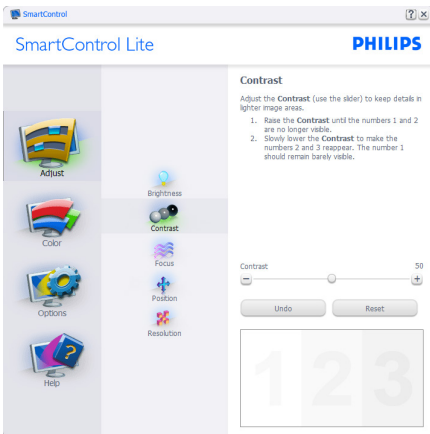 SmartControl
SmartControl Lite
PHILIPS
Adjust
Color
Options
Help
Brightness
Contrast
Focus
Position
Resolution
Contrast
Adjust the Contrast (use the slider) to keep details in
lighter image areas.
1. Raise the Contrast until the numbers 1 and 2
are no longer visible.
2. Slowly lower the Contrast to make the
numbers 2 and 3 reappear. The number 1
should remain barely visible.
Contrast 50
Undo Reset
1 2 3